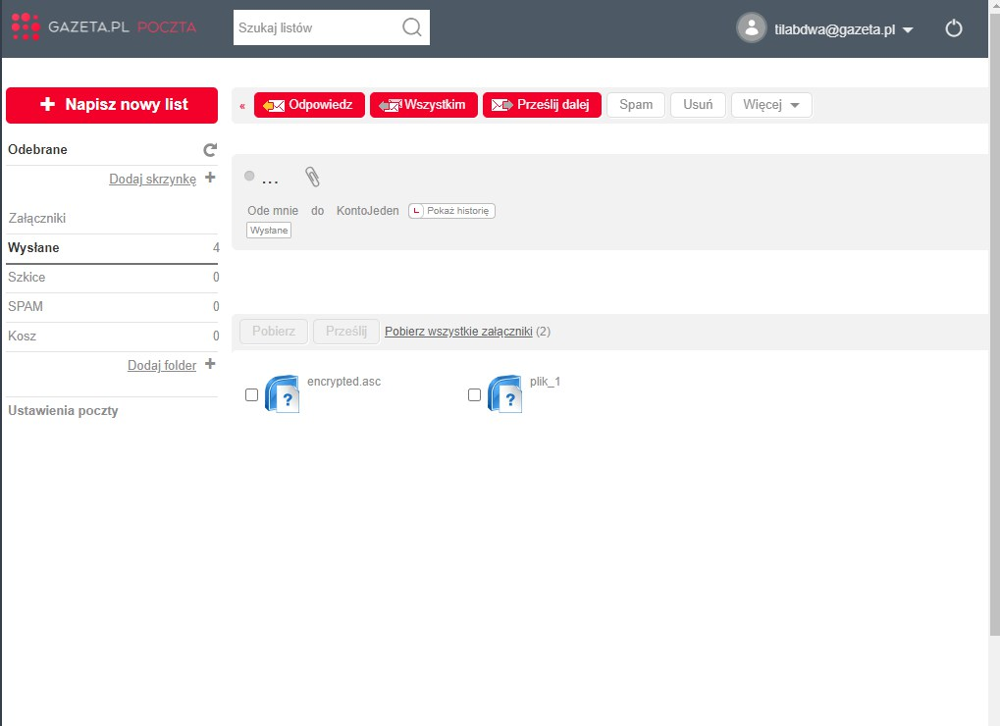 GAZETA.PL POCZTA
Szukaj listów
tilabdwa@gazeta.pl
+ Napisz nowy list
« Odpowiedz Wszystkim Prześlij dalej Spam Usuń Więcej
Odebrane
Dodaj skrzynkę +
...
Załączniki
Ode mnie do KontoJeden Pokaż historię
Wysłane
Wysłane 4
Szkice 0
SPAM 0
Kosz 0
Dodaj folder +
Ustawienia poczty
Pobierz Prześlij Pobierz wszystkie załączniki (2)
? encrypted.asc
? plik_1